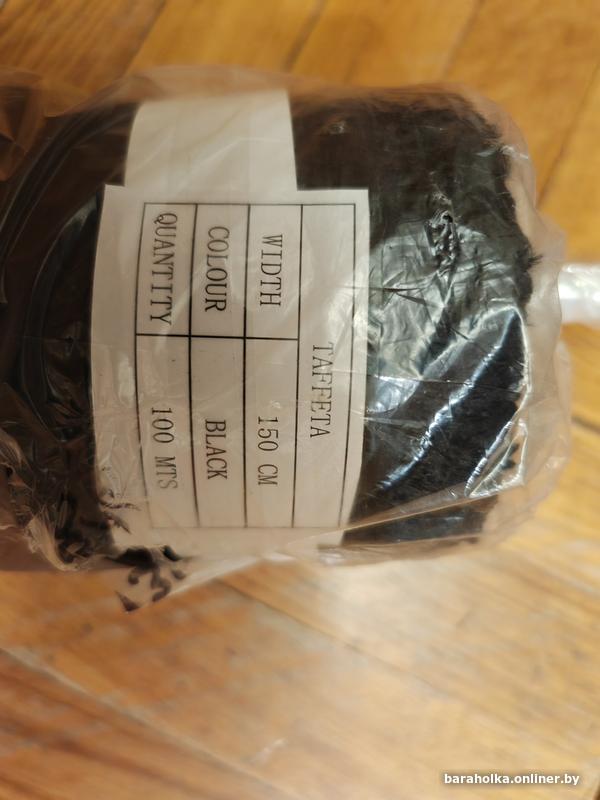 TAFFETA
WIDTH 150 CM
COLOUR BLACK
QUANTITY 100 MTS
baraholka.onliner.by